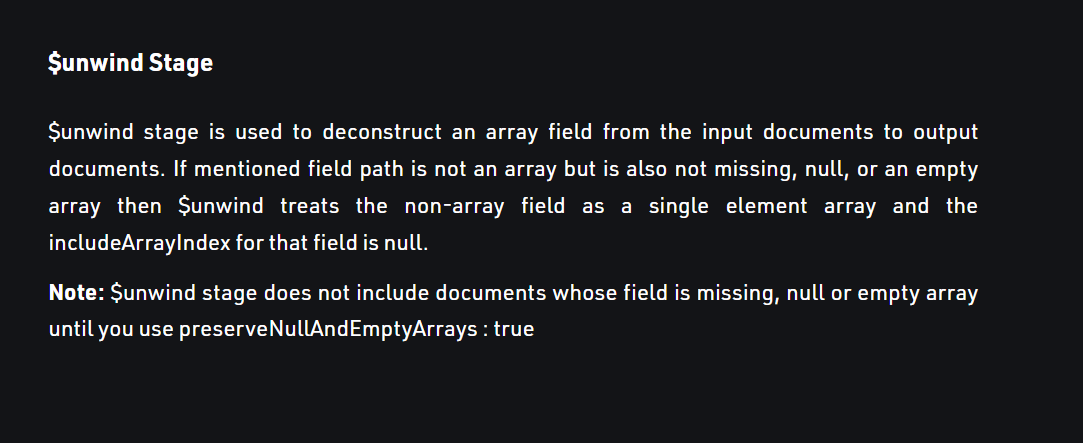 $unwind Stage
$unwind stage is used to deconstruct an array field from the input documents to output
documents. If mentioned field path is not an array but is also not missing, null, or an empty
array then $unwind treats the non-array field as a single element array and the
includeArrayIndex for that field is null.
Note: $unwind stage does not include documents whose field is missing, null or empty array
until you use preserveNullAndEmptyArrays : true